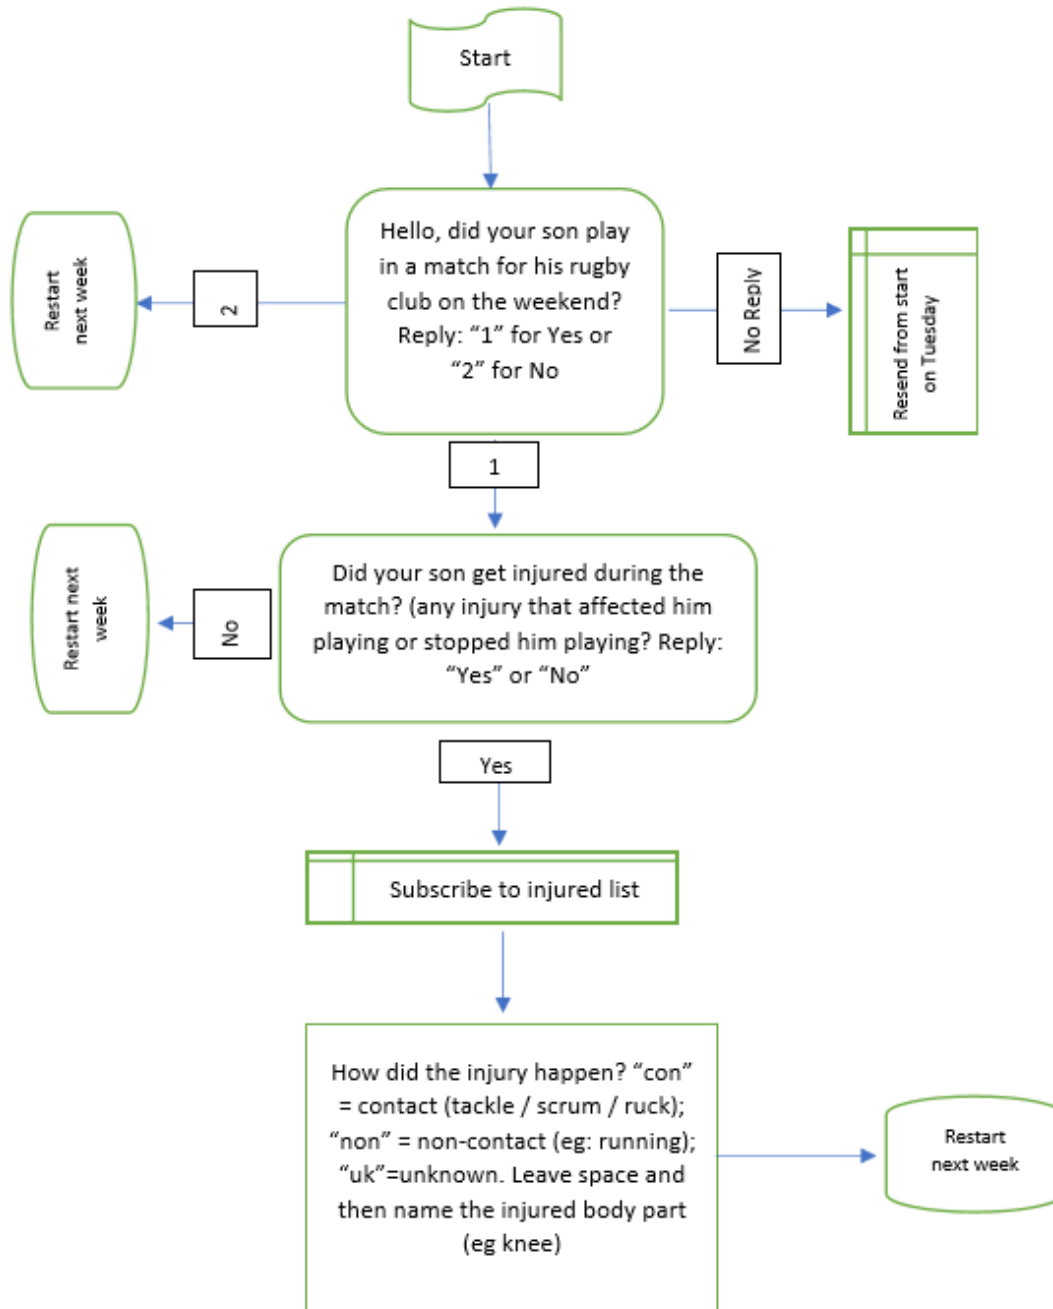 Start
Hello, did your son play
in a match for his rugby
club on the weekend?
Reply: “1” for Yes or
“2” for No
2
Restart
next week
No Reply
Resend from start
on Tuesday
1
Did your son get injured during the
match? (any injury that affected him
playing or stopped him playing? Reply:
“Yes” or “No”
No
Restart next
week
Yes
Subscribe to injured list
How did the injury happen? “con”
= contact (tackle / scrum / ruck);
“non” = non-contact (eg: running);
“uk”=unknown. Leave space and
then name the injured body part
(eg knee)
Restart
next week